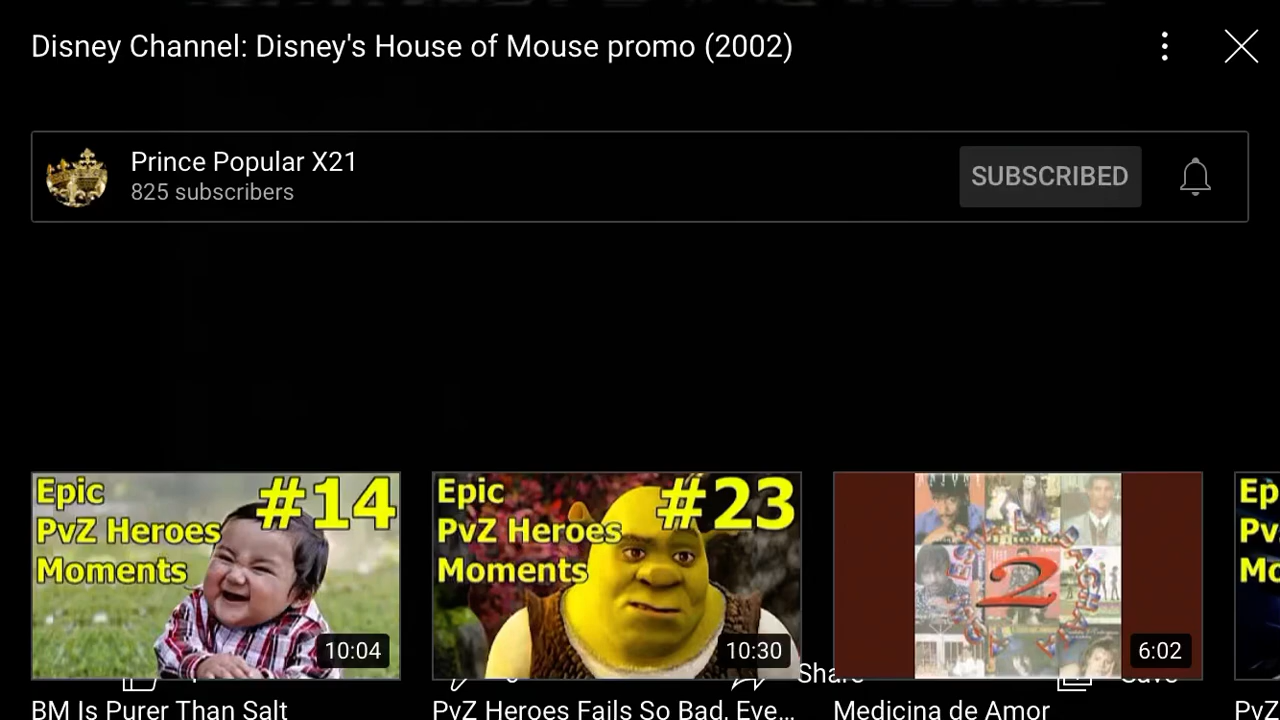 Disney Channel: Disney's House of Mouse promo (2002)
Prince Popular X21
825 subscribers
SUBSCRIBED
Epic
PvZ Heroes
Moments
#14
10:04
Epic
PvZ Heroes
Moments
#23
10:30
2
6:02
Share
Save
BM Is Purer Than Salt
PvZ Heroes Fails So Bad, Eve...
Medicina de Amor